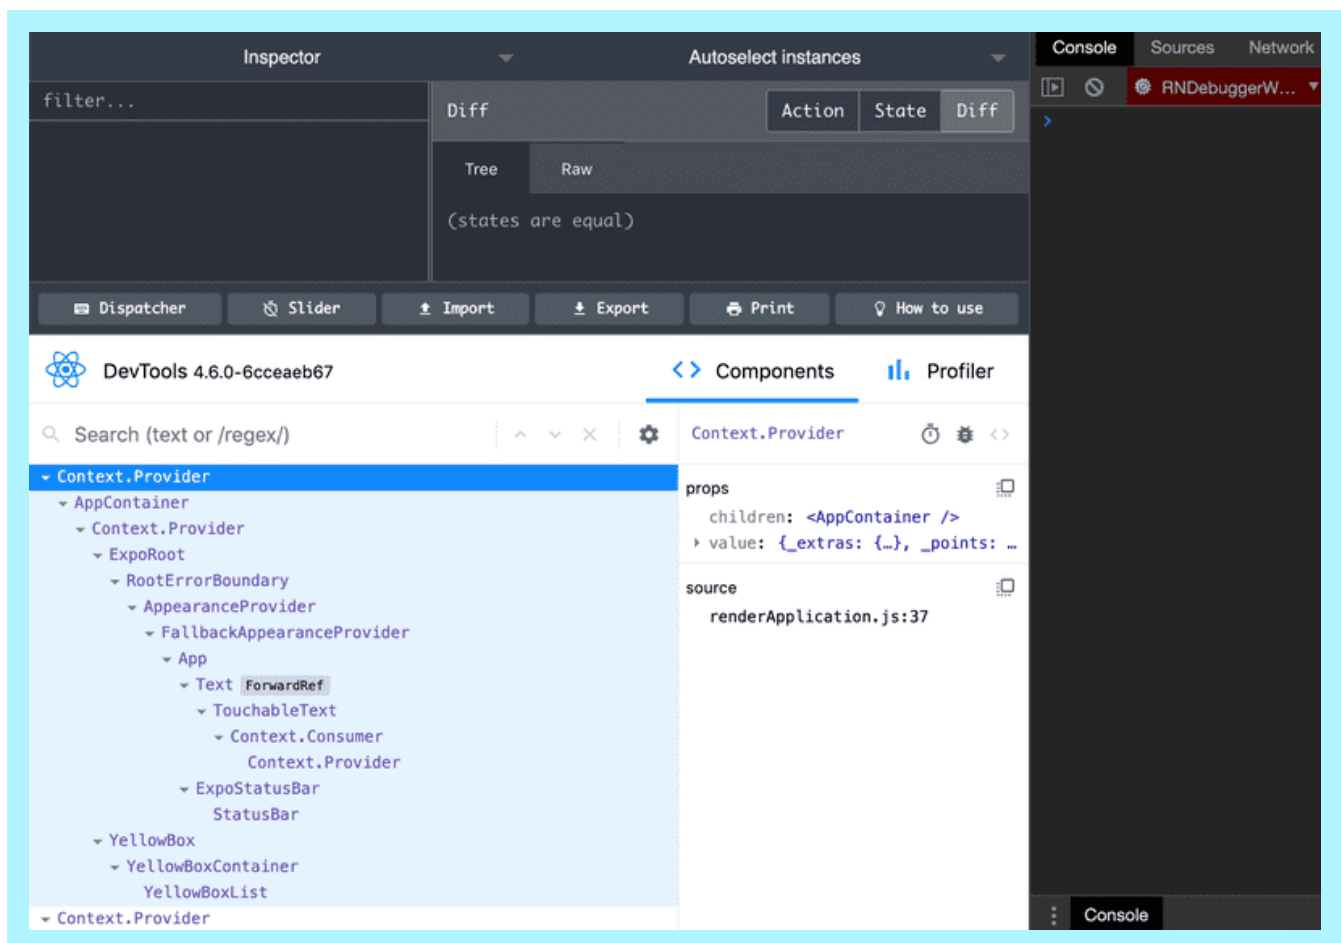 Inspector
Autoselect instances
filter...
Diff
Action State Diff
Tree Raw
(states are equal)
Dispatcher Slider Import Export Print How to use
DevTools 4.6.0-6cceaeb67
Components Profiler
Search (text or /regex/)
Context.Provider
AppContainer
Context.Provider
ExpoRoot
RootErrorBoundary
AppearanceProvider
FallbackAppearanceProvider
App
Text ForwardRef
TouchableText
Context.Consumer
Context.Provider
ExpoStatusBar
StatusBar
YellowBox
YellowBoxContainer
YellowBoxList
Context.Provider
Context.Provider
props
children: <AppContainer />
value: {_extras: {…}, _points: …
source
renderApplication.js:37
Console Sources Network
RNDebuggerW...
Console